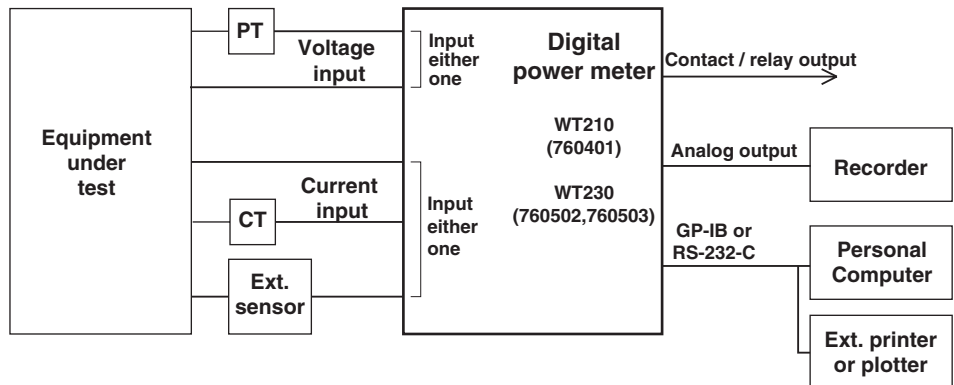 Equipment
under
test
PT
Voltage
input
Input
either
one
CT
Current
input
Ext.
sensor
Input
either
one
Digital
power meter
WT210
(760401)
WT230
(760502,760503)
Contact / relay output
Analog output
Recorder
GP-IB or
RS-232-C
Personal
Computer
Ext. printer
or plotter